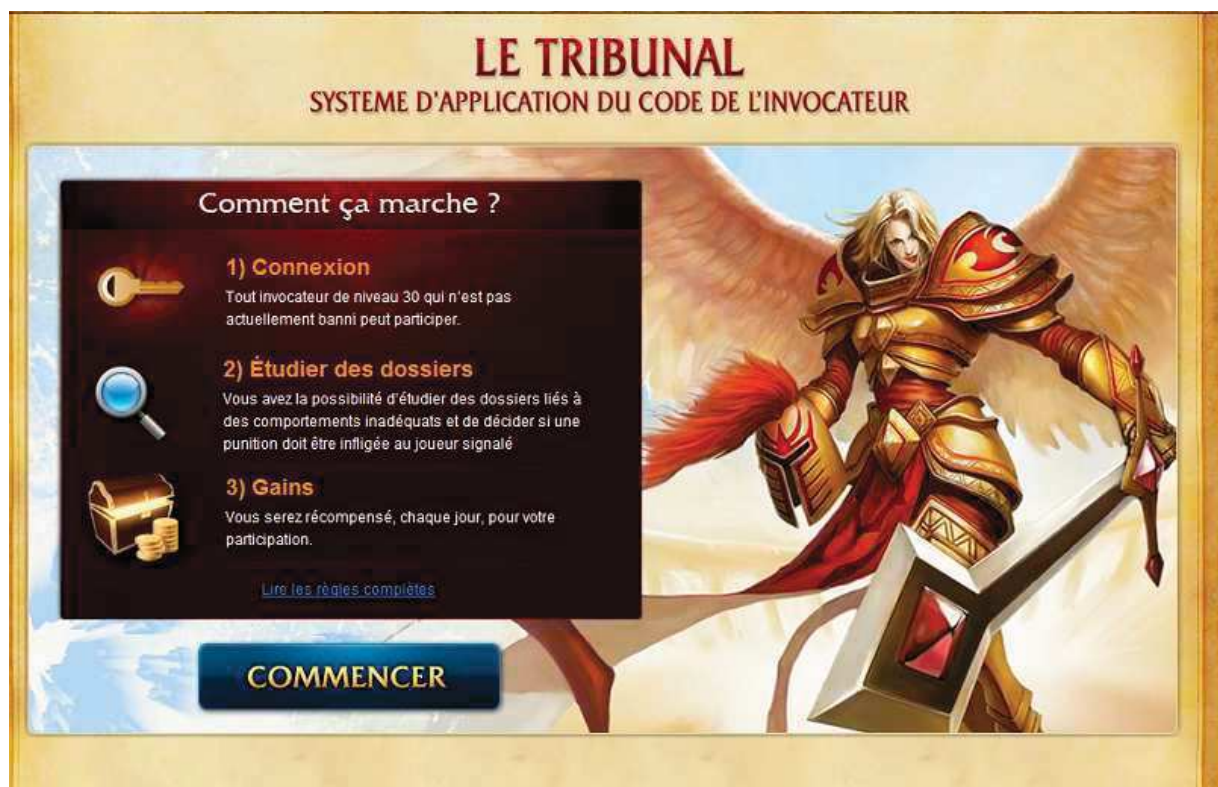 LE TRIBUNAL
SYSTEME D'APPLICATION DU CODE DE L'INVOCATEUR
Comment ça marche ?
1) Connexion
Tout invocateur de niveau 30 qui n'est pas
actuellement banni peut participer.
2) Étudier des dossiers
Vous avez la possibilité d'étudier des dossiers liés à
des comportements inadéquats et de décider si une
punition doit être infligée au joueur signalé
3) Gains
Vous serez récompensé, chaque jour, pour votre
participation.
Lire les règles complètes
COMMENCER